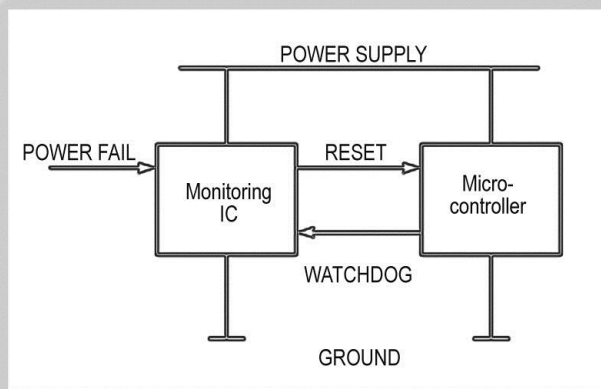 POWER SUPPLY
POWER FAIL
RESET
Monitoring
IC
Micro-
controller
WATCHDOG
GROUND